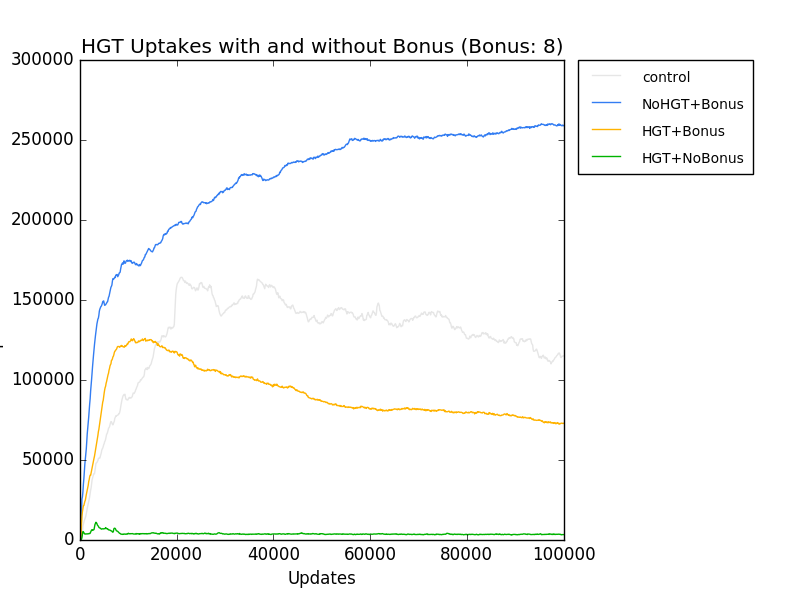 HGT Uptakes with and without Bonus (Bonus: 8)
300000
250000
200000
150000
100000
50000
0
0 20000 40000 60000 80000 100000
Updates
control
NoHGT+Bonus
HGT+Bonus
HGT+NoBonus